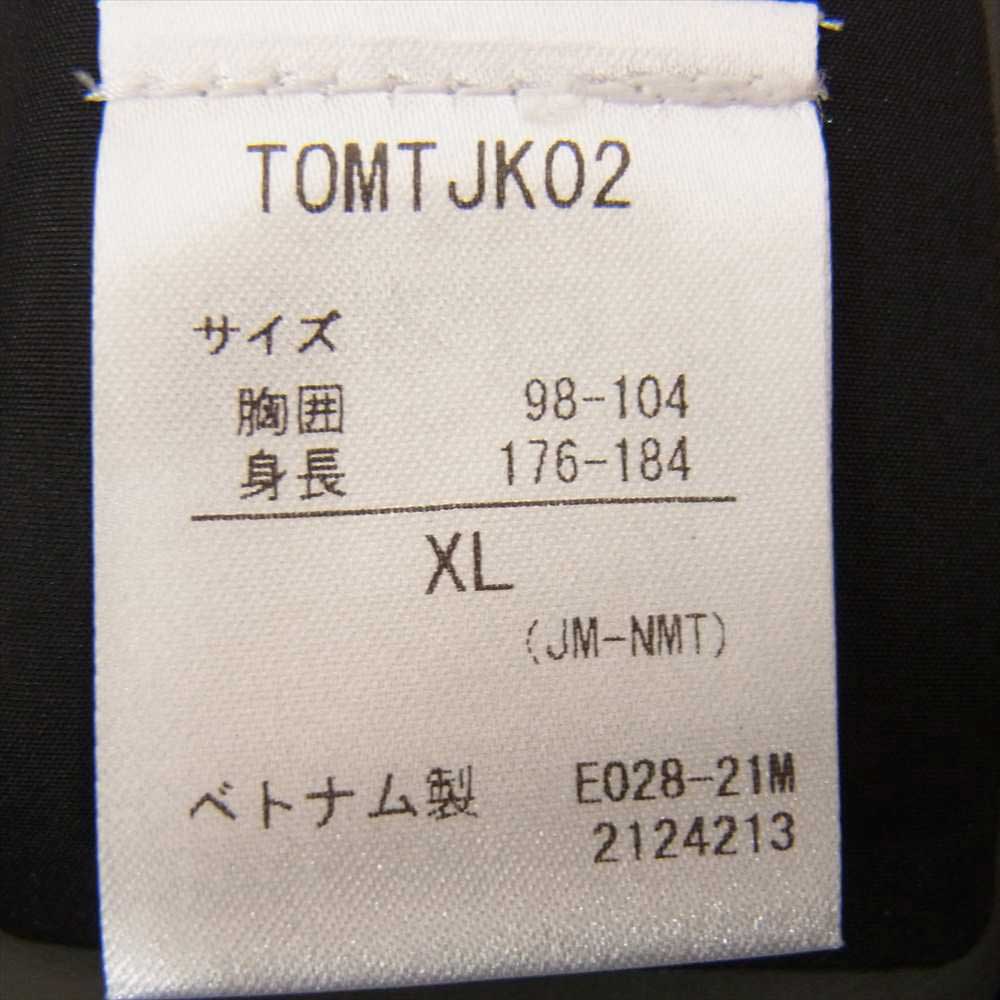 TOMTJK02
サイズ
胸囲 98-104
身長 176-184
XL
(JM-NMT)
ベトナム製 E028-21M
2124213